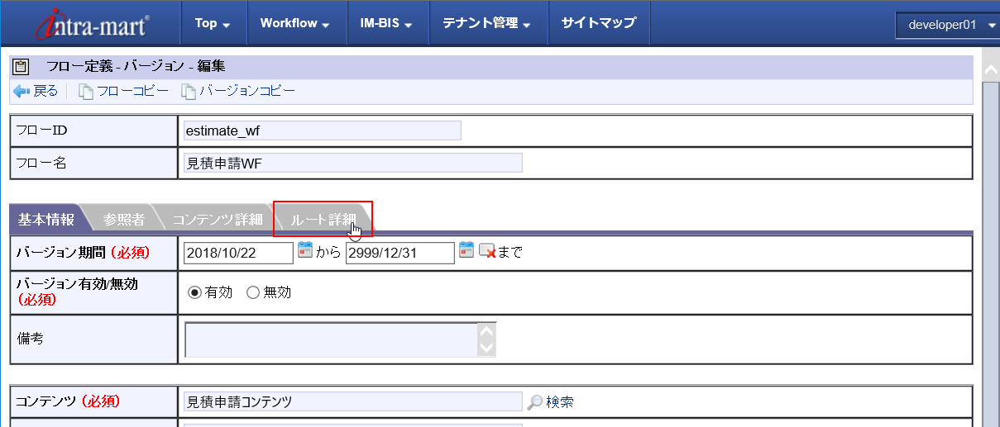 intra-mart® Top Workflow IM-BIS テナント管理 サイトマップ developer01
フロー定義 - バージョン - 編集
戻る フローコピー バージョンコピー
フローID estimate_wf
フロー名 見積申請WF
基本情報 参照者 コンテンツ詳細 ルート詳細
バージョン期間 (必須) 2018/10/22 から 2999/12/31 まで
バージョン有効/無効
(必須) 有効 無効
備考
コンテンツ (必須) 見積申請コンテンツ 検索